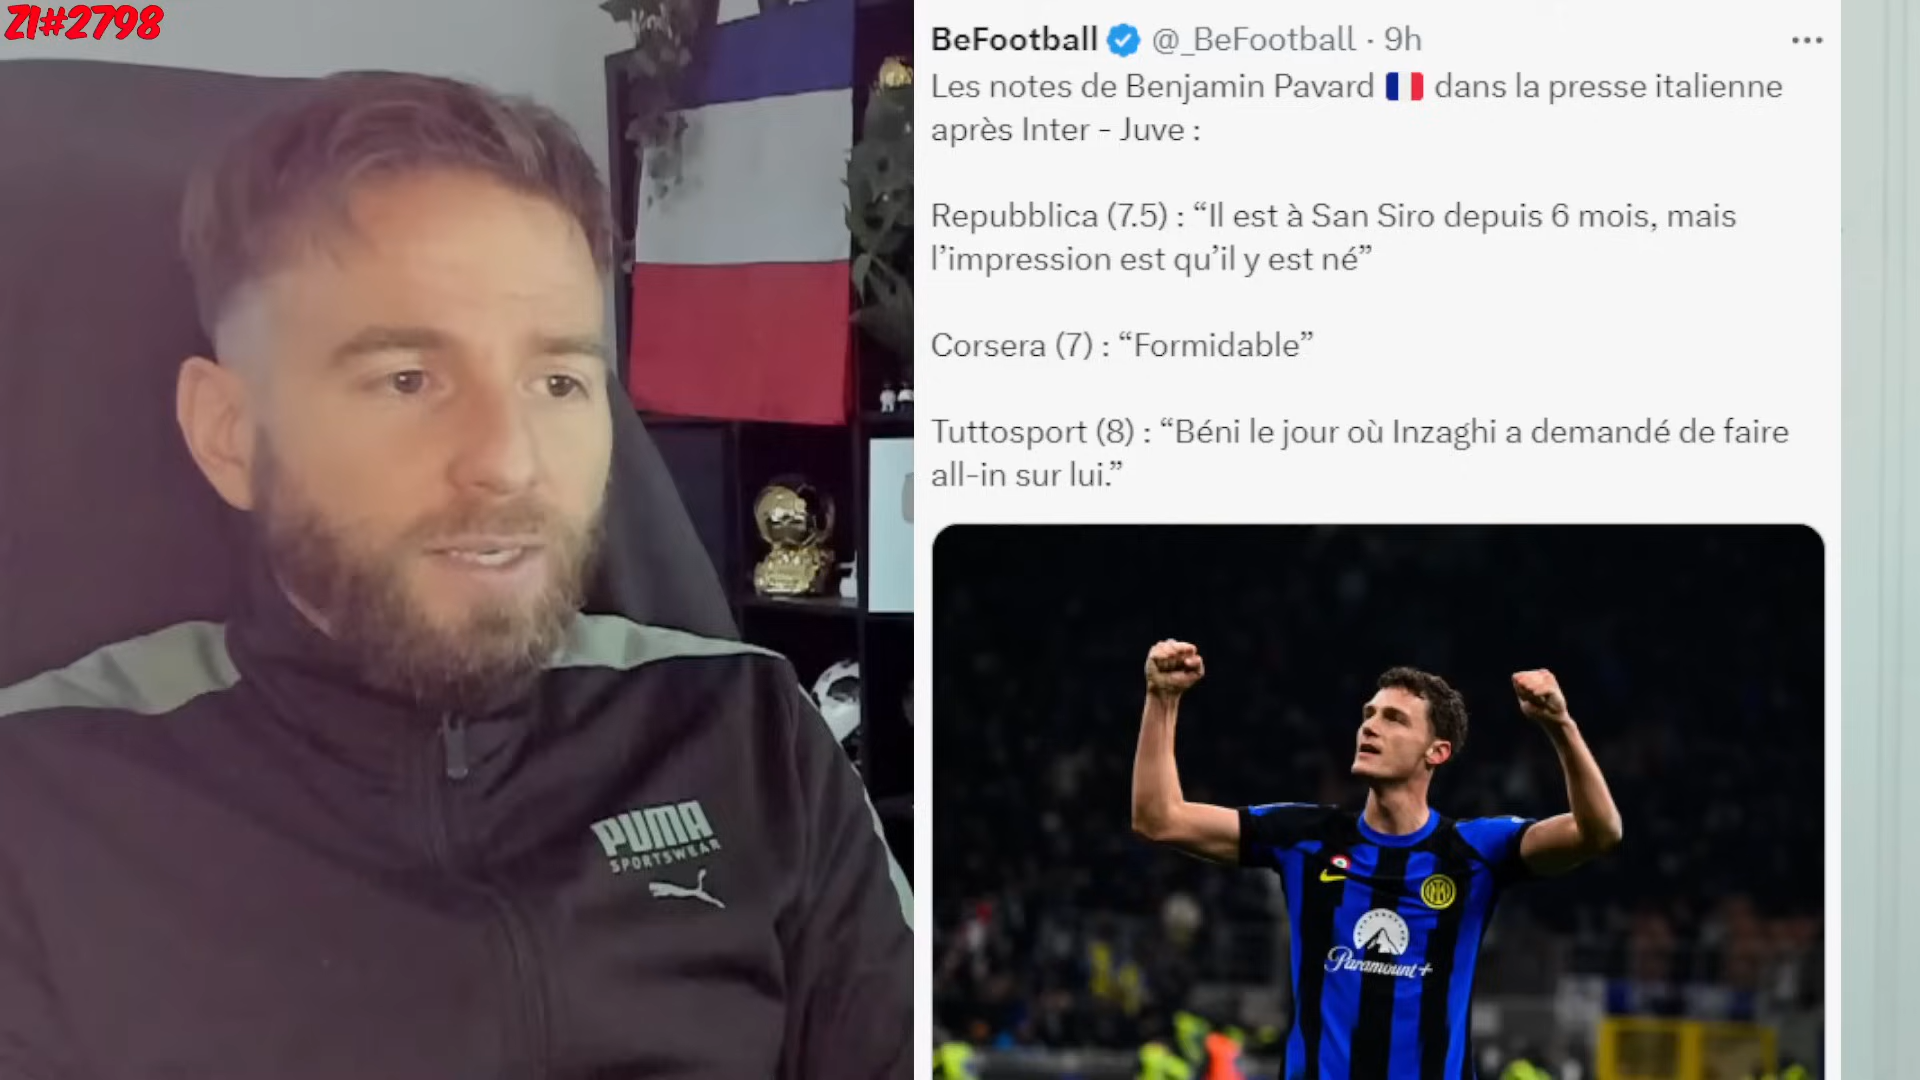 ZI#2798
BeFootball @_BeFootball · 9h
Les notes de Benjamin Pavard dans la presse italienne
après Inter - Juve :
Repubblica (7.5) : “Il est à San Siro depuis 6 mois, mais
l’impression est qu’il y est né”
Corsera (7) : “Formidable”
Tuttosport (8) : “Béni le jour où Inzaghi a demandé de faire
all-in sur lui.”
PUMA
SPORTSWEAR
Paramount+